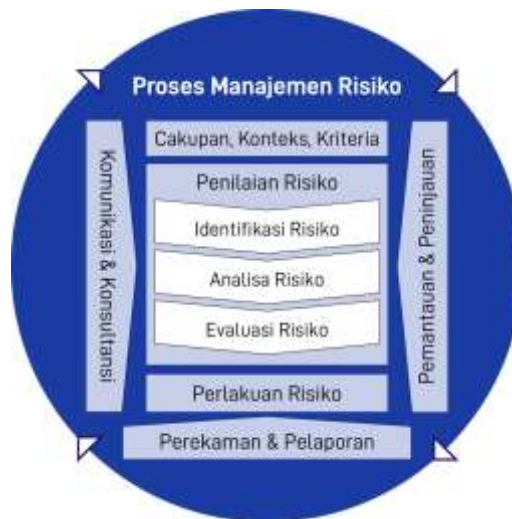 Proses Manajemen Risiko
Komunikasi & Konsultansi
Cakupan, Konteks, Kriteria
Penilaian Risiko
Identifikasi Risiko
Analisa Risiko
Evaluasi Risiko
Perlakuan Risiko
Pemantauan & Peninjauan
Perekaman & Pelaporan